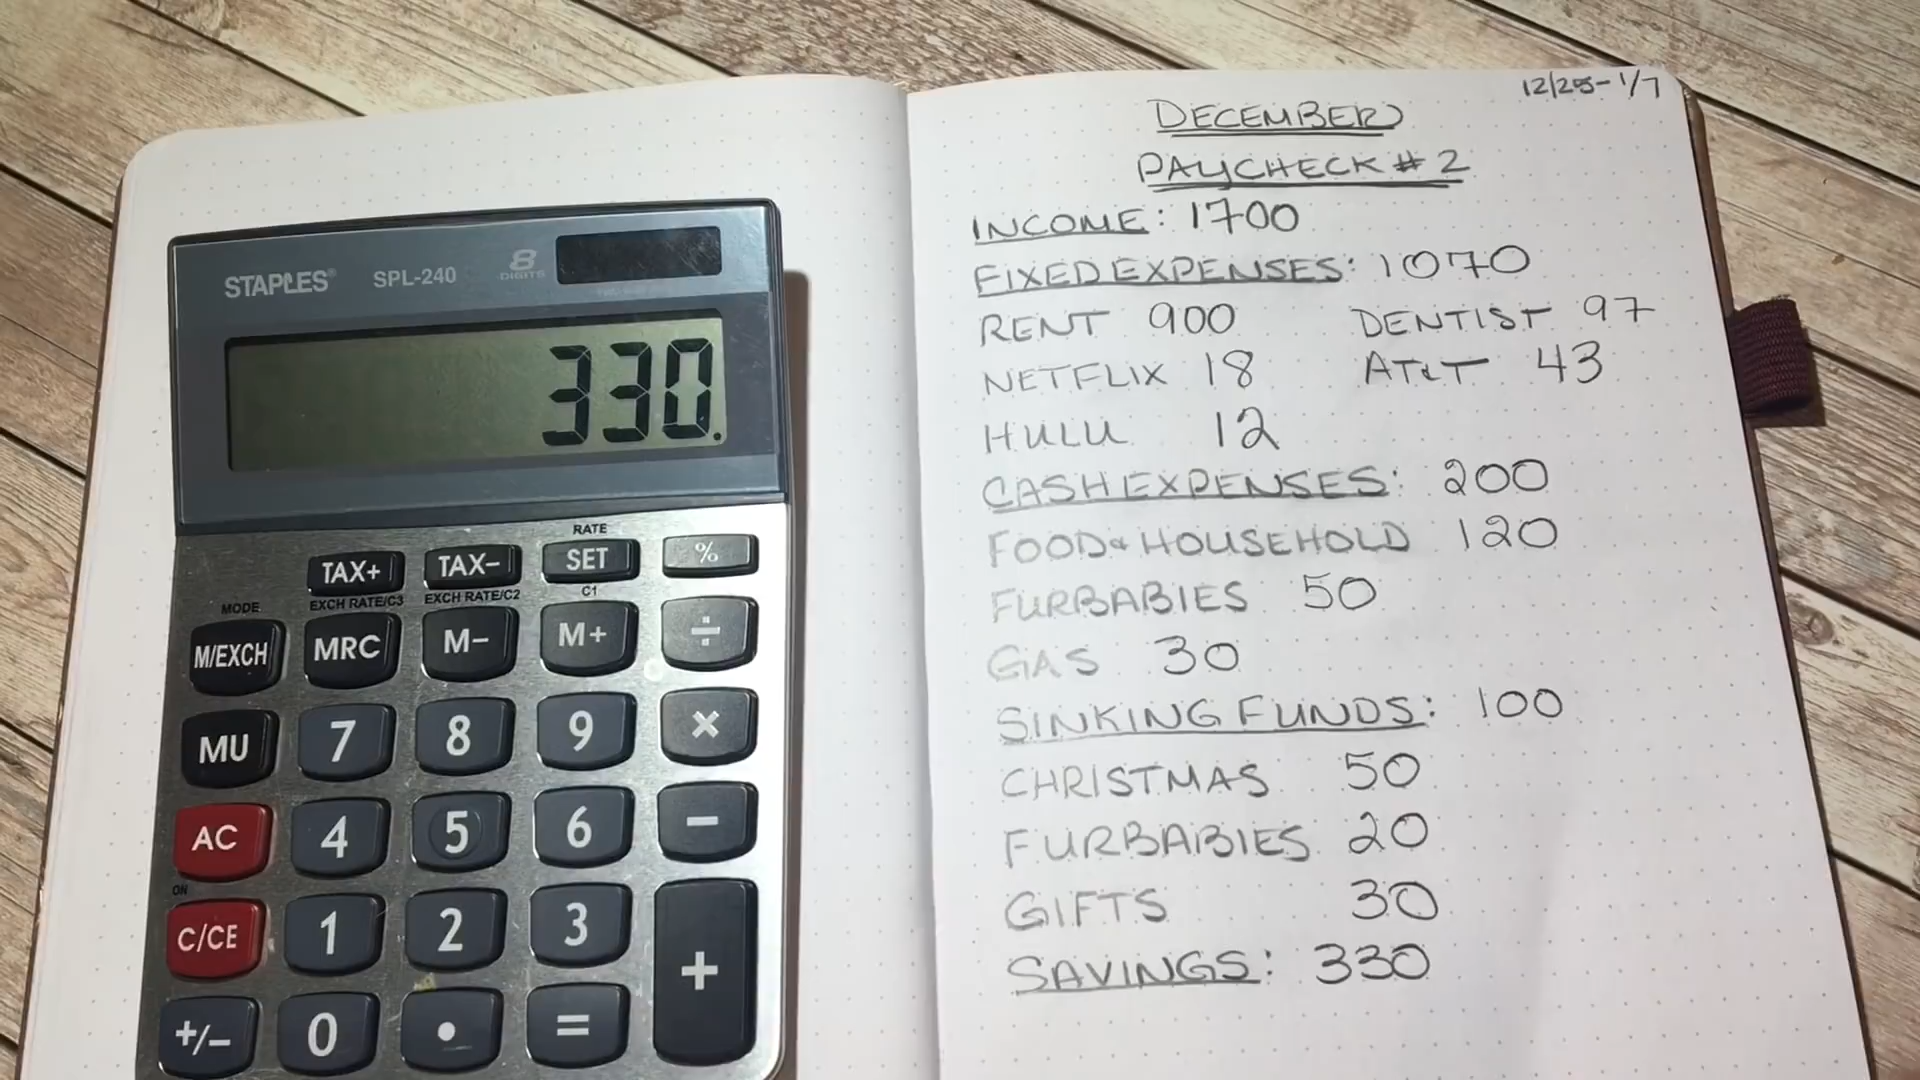 STAPLES® SPL-240 8 DIGITS
330.
RATE
TAX+ TAX- SET %
EXCH RATE/C3 EXCH RATE/C2 C1
MODE
M/EXCH MRC M- M+ ÷
MU 7 8 9 ×
AC 4 5 6 -
ON
C/CE 1 2 3 +
+/- 0 . =
12/25-1/7
DECEMBER
PAYCHECK #2
INCOME: 1700
FIXED EXPENSES: 1070
RENT 900 DENTIST 97
NETFLIX 18 AT&T 43
HULU 12
CASH EXPENSES: 200
FOOD & HOUSEHOLD 120
FURBABIES 50
GAS 30
SINKING FUNDS: 100
CHRISTMAS 50
FURBABIES 20
GIFTS 30
SAVINGS: 330